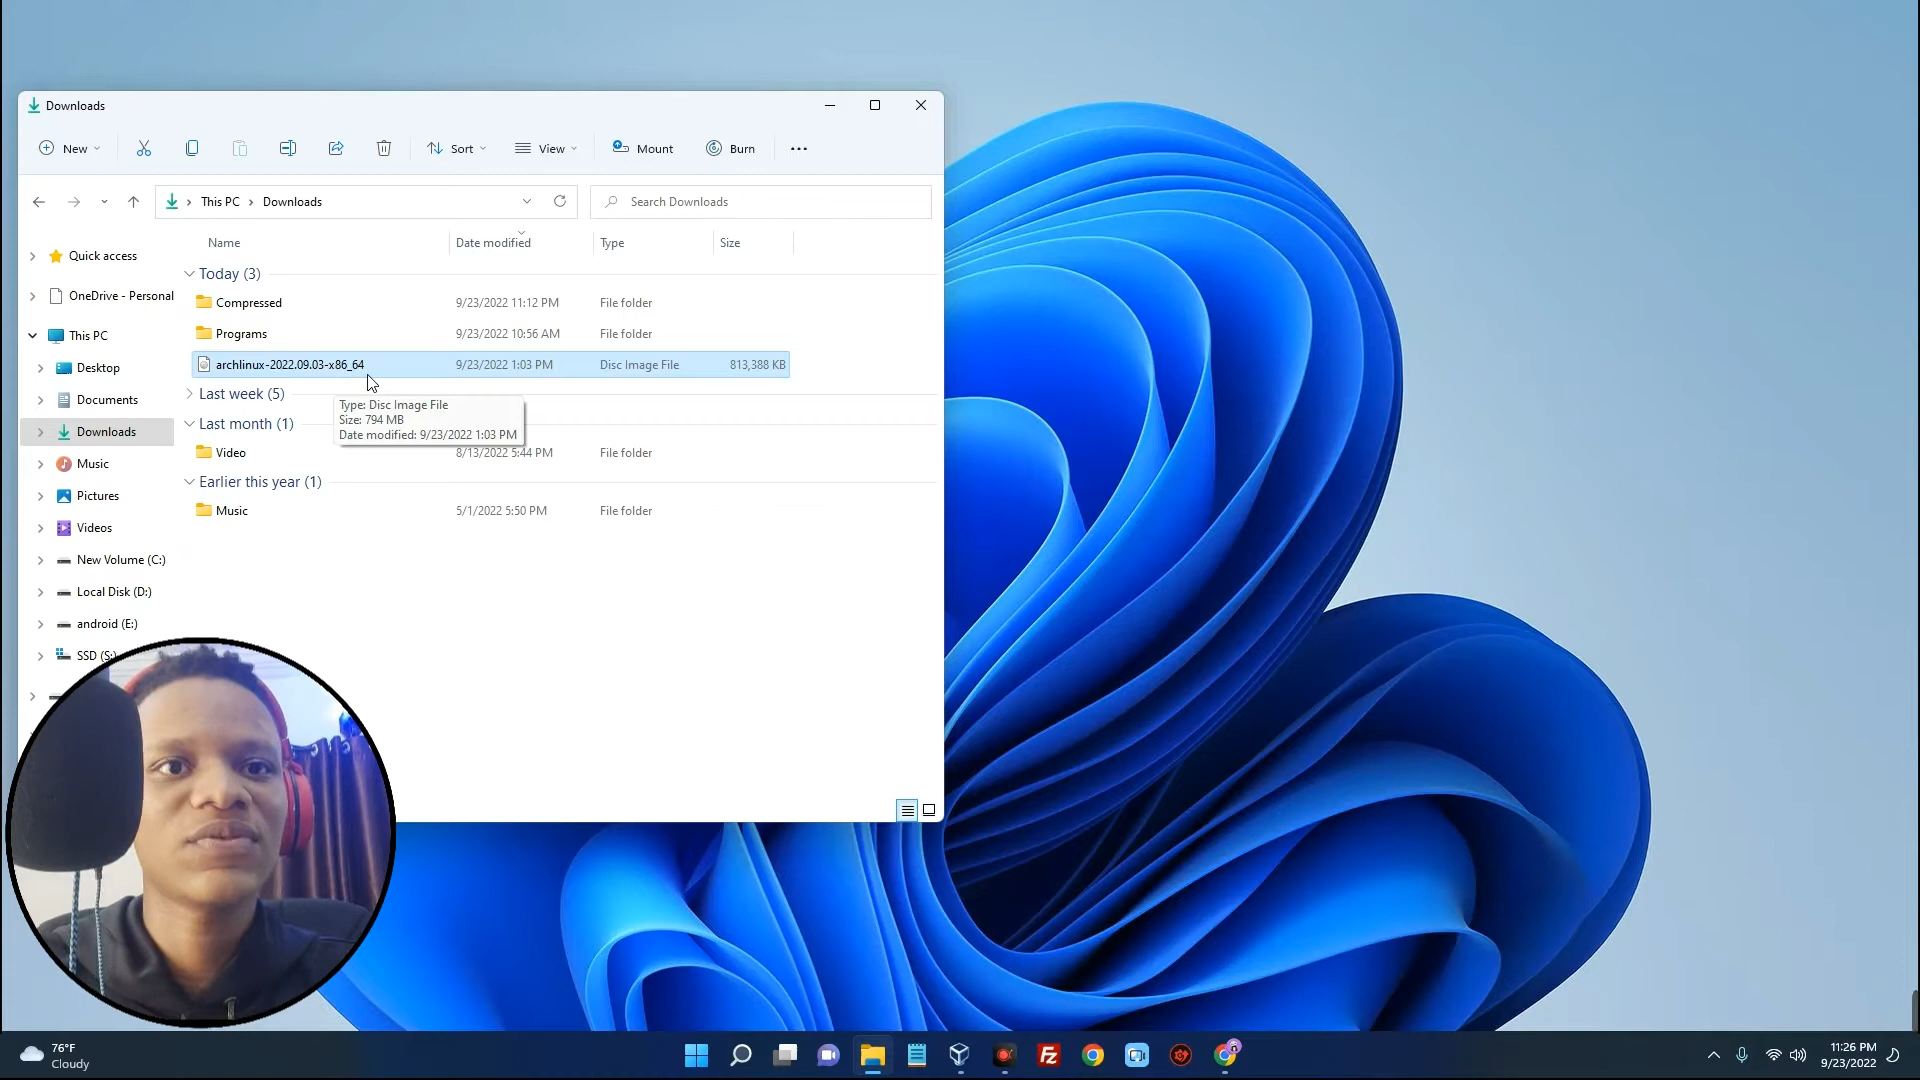 Downloads
New
Sort
View
Mount
Burn
This PC
Downloads
Search Downloads
Name
Date modified
Type
Size
Quick access
OneDrive - Personal
This PC
Desktop
Documents
Downloads
Music
Pictures
Videos
New Volume (C:)
Local Disk (D:)
android (E:)
SSD (S:)
Today (3)
Compressed 9/23/2022 11:12 PM File folder
Programs 9/23/2022 10:56 AM File folder
archlinux-2022.09.03-x86_64 9/23/2022 1:03 PM Disc Image File 813,388 KB
Last week (5)
Type: Disc Image File
Size: 794 MB
Date modified: 9/23/2022 1:03 PM
Last month (1)
Video 8/13/2022 5:44 PM File folder
Earlier this year (1)
Music 5/1/2022 5:50 PM File folder
76°F
Cloudy
Fz
11:26 PM
9/23/2022